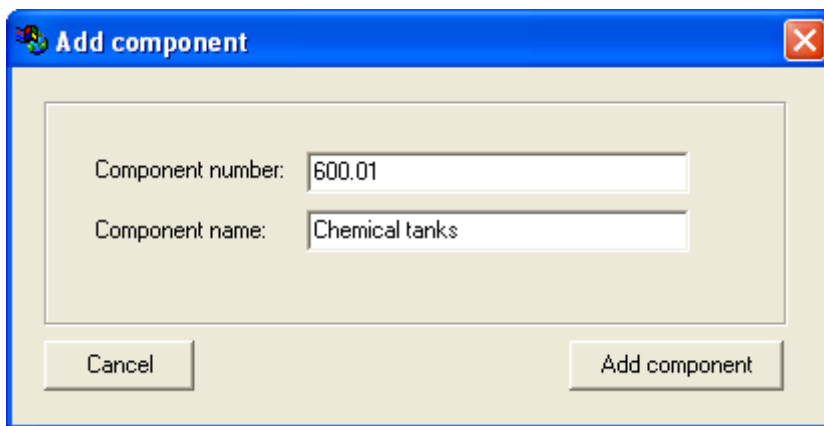 Add component
Component number: 600.01
Component name: Chemical tanks
Cancel Add component